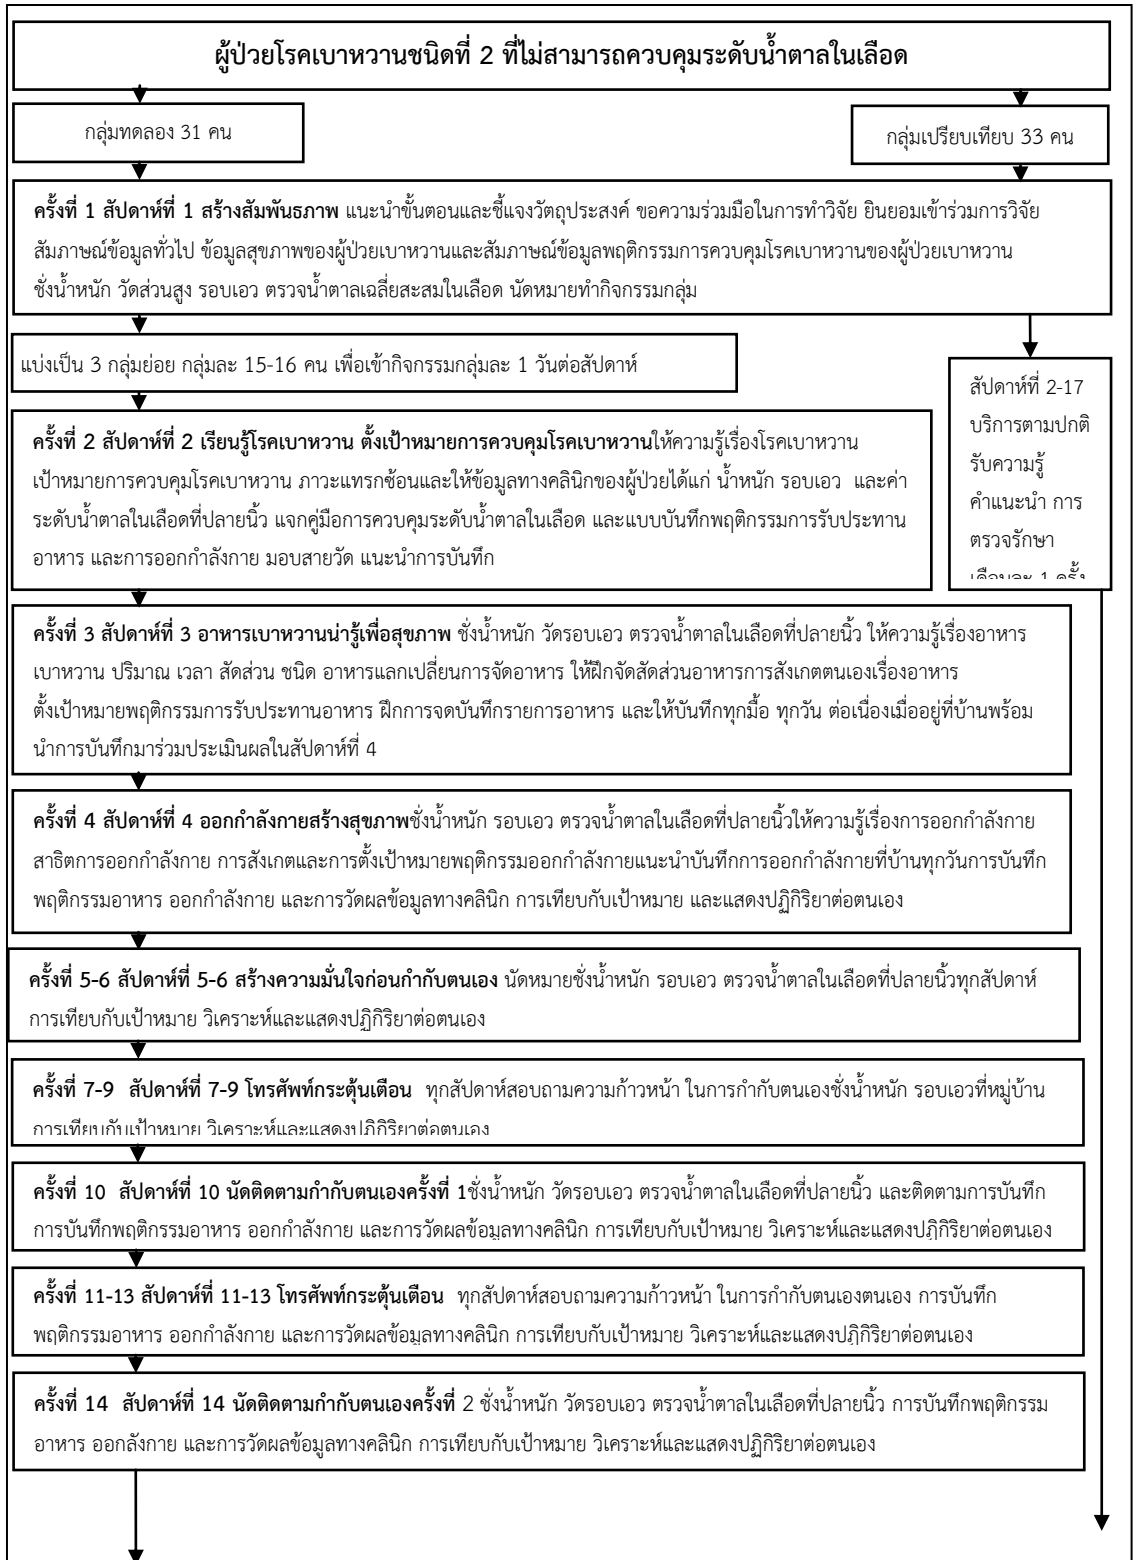 ผู้ป่วยโรคเบาหวานชนิดที่ 2 ที่ไม่สามารถควบคุมระดับน้ำตาลในเลือด
กลุ่มทดลอง 31 คน
กลุ่มเปรียบเทียบ 33 คน
ครั้งที่ 1 สัปดาห์ที่ 1 สร้างสัมพันธภาพ แนะนำขั้นตอนและชี้แจงวัตถุประสงค์ ขอความร่วมมือในการทำวิจัย ยินยอมเข้าร่วมการวิจัย
สัมภาษณ์ข้อมูลทั่วไป ข้อมูลสุขภาพของผู้ป่วยเบาหวานและสัมภาษณ์ข้อมูลพฤติกรรมการควบคุมโรคเบาหวานของผู้ป่วยเบาหวาน
ชั่งน้ำหนัก วัดส่วนสูง รอบเอว ตรวจน้ำตาลเฉลี่ยสะสมในเลือด นัดหมายทำกิจกรรมกลุ่ม
แบ่งเป็น 3 กลุ่มย่อย กลุ่มละ 15-16 คน เพื่อเข้ากิจกรรมกลุ่มละ 1 วันต่อสัปดาห์
สัปดาห์ที่ 2-17
บริการตามปกติ
รับความรู้
คำแนะนำ การ
ตรวจรักษา
เดือนละ 1 ครั้ง
ครั้งที่ 2 สัปดาห์ที่ 2 เรียนรู้โรคเบาหวาน ตั้งเป้าหมายการควบคุมโรคเบาหวานให้ความรู้เรื่องโรคเบาหวาน
เป้าหมายการควบคุมโรคเบาหวาน ภาวะแทรกซ้อนและให้ข้อมูลทางคลินิกของผู้ป่วยได้แก่ น้ำหนัก รอบเอว และค่า
ระดับน้ำตาลในเลือดที่ปลายนิ้ว แจกคู่มือการควบคุมระดับน้ำตาลในเลือด และแบบบันทึกพฤติกรรมการรับประทาน
อาหาร และการออกกำลังกาย มอบสายวัด แนะนำการบันทึก
ครั้งที่ 3 สัปดาห์ที่ 3 อาหารเบาหวานน่ารู้เพื่อสุขภาพ ชั่งน้ำหนัก วัดรอบเอว ตรวจน้ำตาลในเลือดที่ปลายนิ้ว ให้ความรู้เรื่องอาหาร
เบาหวาน ปริมาณ เวลา สัดส่วน ชนิด อาหารแลกเปลี่ยนการจัดอาหาร ให้ฝึกจัดสัดส่วนอาหารการสังเกตตนเองเรื่องอาหาร
ตั้งเป้าหมายพฤติกรรมการรับประทานอาหาร ฝึกการจดบันทึกรายการอาหาร และให้บันทึกทุกมื้อ ทุกวัน ต่อเนื่องเมื่ออยู่ที่บ้านพร้อม
นำการบันทึกมาร่วมประเมินผลในสัปดาห์ที่ 4
ครั้งที่ 4 สัปดาห์ที่ 4 ออกกำลังกายสร้างสุขภาพชั่งน้ำหนัก รอบเอว ตรวจน้ำตาลในเลือดที่ปลายนิ้วให้ความรู้เรื่องการออกกำลังกาย
สาธิตการออกกำลังกาย การสังเกตและการตั้งเป้าหมายพฤติกรรมออกกำลังกายแนะนำบันทึกการออกกำลังกายที่บ้านทุกวันการบันทึก
พฤติกรรมอาหาร ออกกำลังกาย และการวัดผลข้อมูลทางคลินิก การเทียบกับเป้าหมาย และแสดงปฏิกิริยาต่อตนเอง
ครั้งที่ 5-6 สัปดาห์ที่ 5-6 สร้างความมั่นใจก่อนกำกับตนเอง นัดหมายชั่งน้ำหนัก รอบเอว ตรวจน้ำตาลในเลือดที่ปลายนิ้วทุกสัปดาห์
การเทียบกับเป้าหมาย วิเคราะห์และแสดงปฏิกิริยาต่อตนเอง
ครั้งที่ 7-9 สัปดาห์ที่ 7-9 โทรศัพท์กระตุ้นเตือน ทุกสัปดาห์สอบถามความก้าวหน้า ในการกำกับตนเองชั่งน้ำหนัก รอบเอวที่หมู่บ้าน
การเทียบกับเป้าหมาย วิเคราะห์และแสดงปฏิกิริยาต่อตนเอง
ครั้งที่ 10 สัปดาห์ที่ 10 นัดติดตามกำกับตนเองครั้งที่ 1ชั่งน้ำหนัก วัดรอบเอว ตรวจน้ำตาลในเลือดที่ปลายนิ้ว และติดตามการบันทึก
การบันทึกพฤติกรรมอาหาร ออกกำลังกาย และการวัดผลข้อมูลทางคลินิก การเทียบกับเป้าหมาย วิเคราะห์และแสดงปฏิกิริยาต่อตนเอง
ครั้งที่ 11-13 สัปดาห์ที่ 11-13 โทรศัพท์กระตุ้นเตือน ทุกสัปดาห์สอบถามความก้าวหน้า ในการกำกับตนเองตนเอง การบันทึก
พฤติกรรมอาหาร ออกกำลังกาย และการวัดผลข้อมูลทางคลินิก การเทียบกับเป้าหมาย วิเคราะห์และแสดงปฏิกิริยาต่อตนเอง
ครั้งที่ 14 สัปดาห์ที่ 14 นัดติดตามกำกับตนเองครั้งที่ 2 ชั่งน้ำหนัก วัดรอบเอว ตรวจน้ำตาลในเลือดที่ปลายนิ้ว การบันทึกพฤติกรรม
อาหาร ออกลังกาย และการวัดผลข้อมูลทางคลินิก การเทียบกับเป้าหมาย วิเคราะห์และแสดงปฏิกิริยาต่อตนเอง